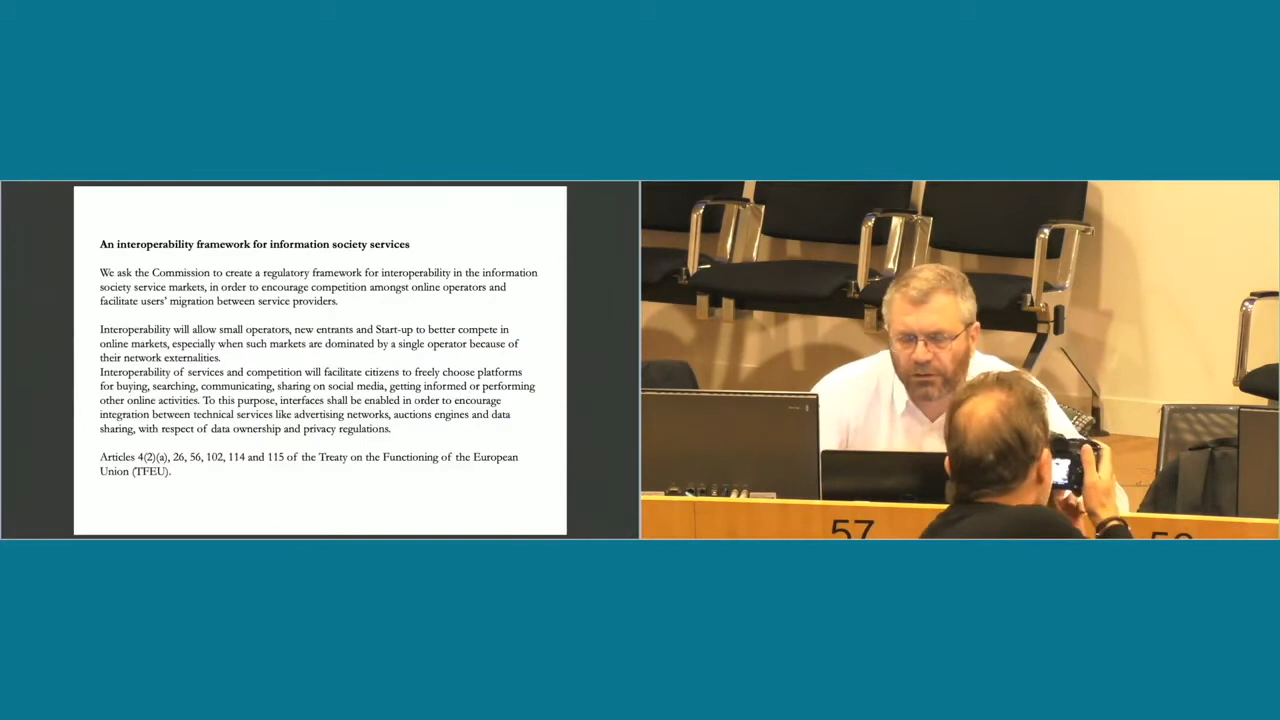 An interoperability framework for information society services
We ask the Commission to create a regulatory framework for interoperability in the information
society service markets, in order to encourage competition amongst online operators and
facilitate users' migration between service providers.
Interoperability will allow small operators, new entrants and Start-up to better compete in
online markets, especially when such markets are dominated by a single operator because of
their network externalities.
Interoperability of services and competition will facilitate citizens to freely choose platforms
for buying, searching, communicating, sharing on social media, getting informed or performing
other online activities. To this purpose, interfaces shall be enabled in order to encourage
integration between technical services like advertising networks, auctions engines and data
sharing, with respect of data ownership and privacy regulations.
Articles 4(2)(a), 26, 56, 102, 114 and 115 of the Treaty on the Functioning of the European
Union (TFEU).
57